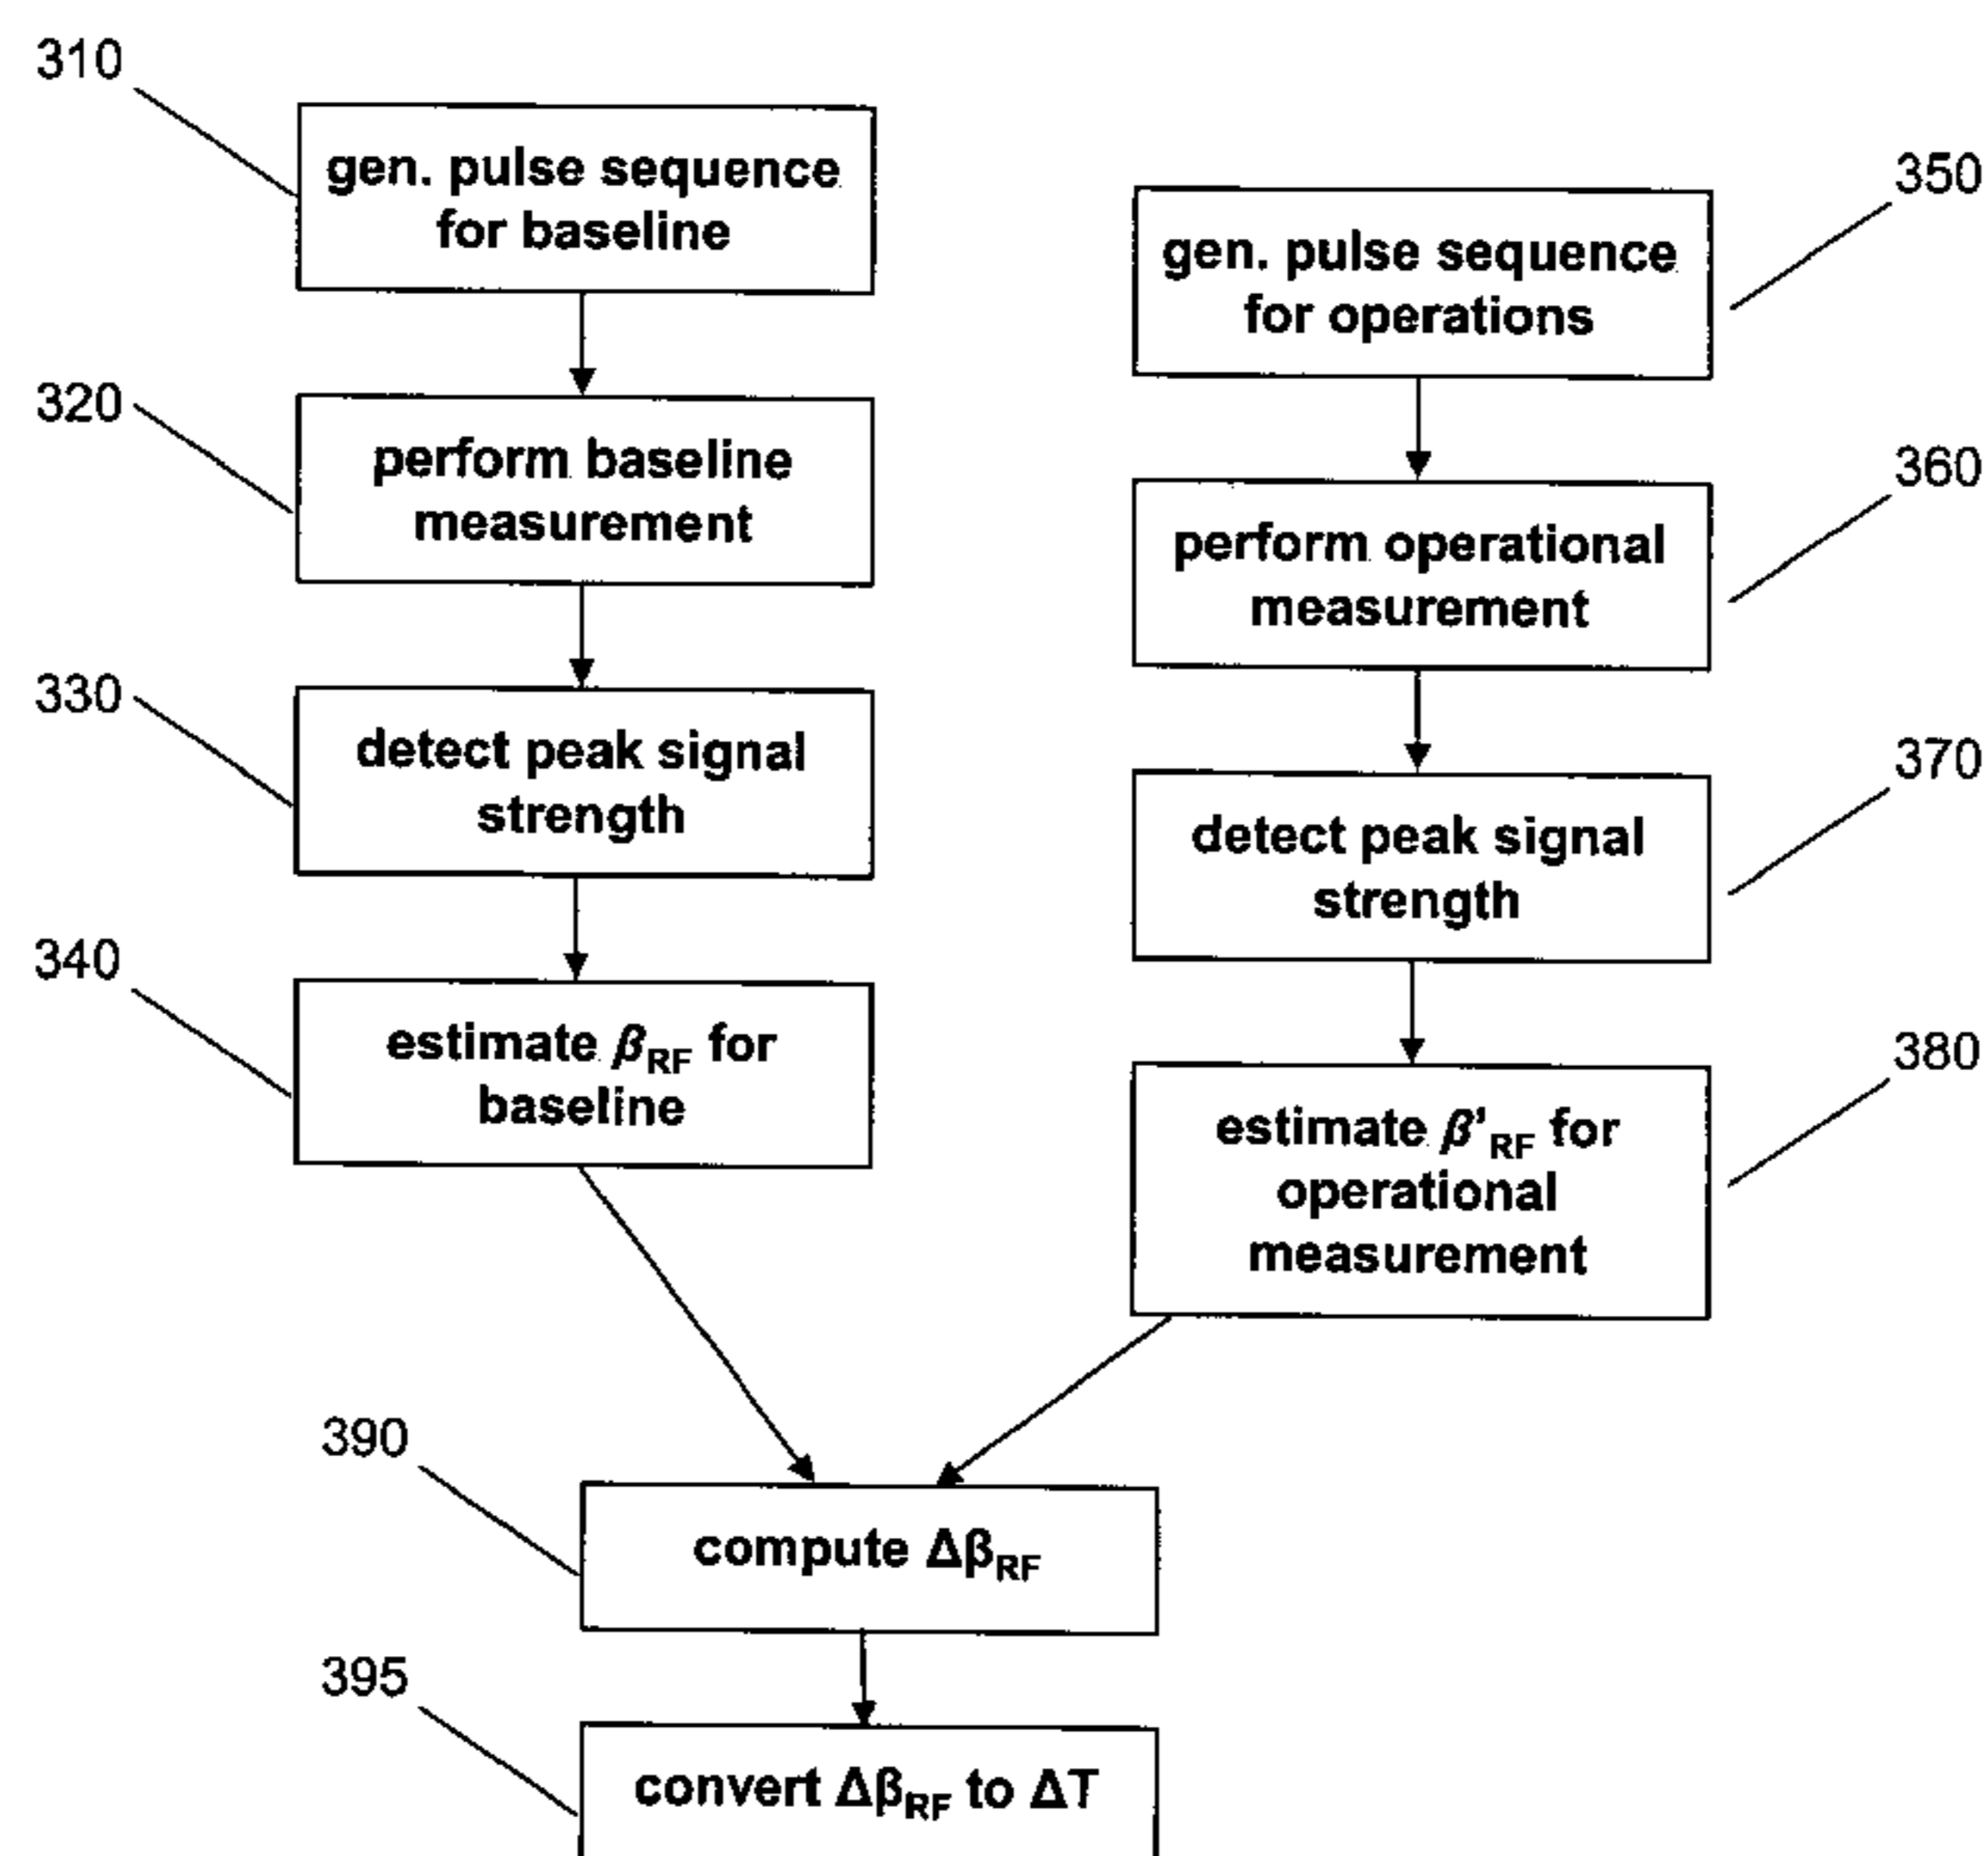 310
gen. pulse sequence
for baseline
320
perform baseline
measurement
330
detect peak signal
strength
340
estimate βRF for
baseline
350
gen. pulse sequence
for operations
360
perform operational
measurement
370
detect peak signal
strength
380
estimate β'RF for
operational
measurement
390
compute ΔβRF
395
convert ΔβRF to ΔT